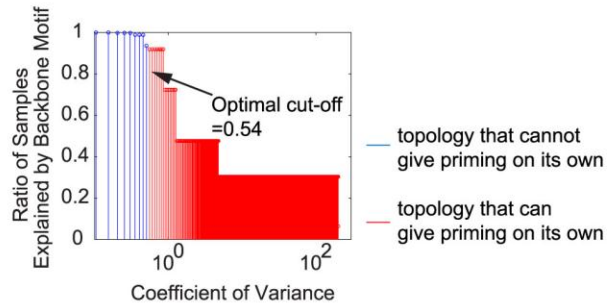 Ratio of Samples
Explained by Backbone Motif
1
0.8
0.6
0.4
0.2
0
Optimal cut-off
=0.54
10^0
10^2
Coefficient of Variance
topology that cannot
give priming on its own
topology that can
give priming on its own